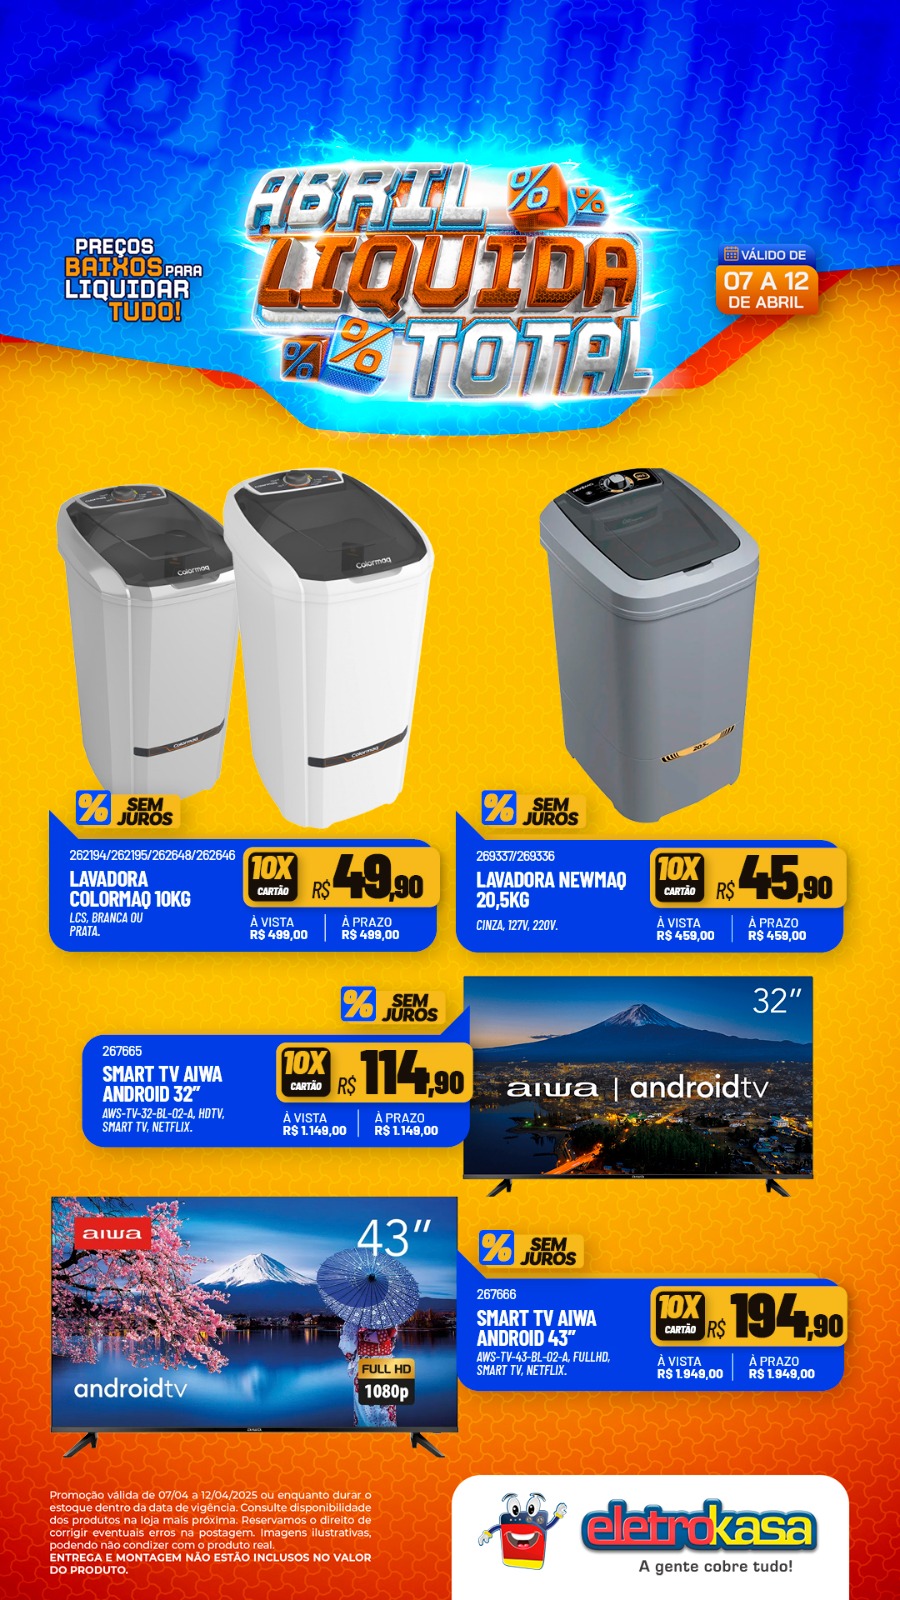 PREÇOS
BAIXOS PARA
LIQUIDAR
TUDO!
ABRIL %
LIQUIDA
% TOTAL
VÁLIDO DE
07 A 12
DE ABRIL
Colormaq
Colormaq
Colormaq
Colormaq
% SEM
JUROS
262194/262195/262648/262646
LAVADORA
COLORMAQ 10KG
LCS, BRANCA OU
PRATA.
10X
CARTÃO
R$ 49,90
À VISTA
R$ 499,00
À PRAZO
R$ 499,00
% SEM
JUROS
269337/269336
LAVADORA NEWMAQ
20,5KG
CINZA, 127V, 220V.
10X
CARTÃO
R$ 45,90
À VISTA
R$ 459,00
À PRAZO
R$ 459,00
% SEM
JUROS
267665
SMART TV AIWA
ANDROID 32”
AWS-TV-32-BL-02-A, HDTV,
SMART TV, NETFLIX.
10X
CARTÃO
R$ 114,90
À VISTA
R$ 1.149,00
À PRAZO
R$ 1.149,00
32”
aiwa | androidtv
aiwa
43”
FULL HD
1080p
androidtv
% SEM
JUROS
267666
SMART TV AIWA
ANDROID 43”
AWS-TV-43-BL-02-A, FULLHD,
SMART TV, NETFLIX.
10X
CARTÃO
R$ 194,90
À VISTA
R$ 1.949,00
À PRAZO
R$ 1.949,00
Promoção válida de 07/04 a 12/04/2025 ou enquanto durar o
estoque dentro da data de vigência. Consulte disponibilidade
dos produtos na loja mais próxima. Reservamos o direito de
corrigir eventuais erros na postagem. Imagens ilustrativas,
podendo não condizer com o produto real.
ENTREGA E MONTAGEM NÃO ESTÃO INCLUSOS NO VALOR
DO PRODUTO.
eletrokasa
A gente cobre tudo!